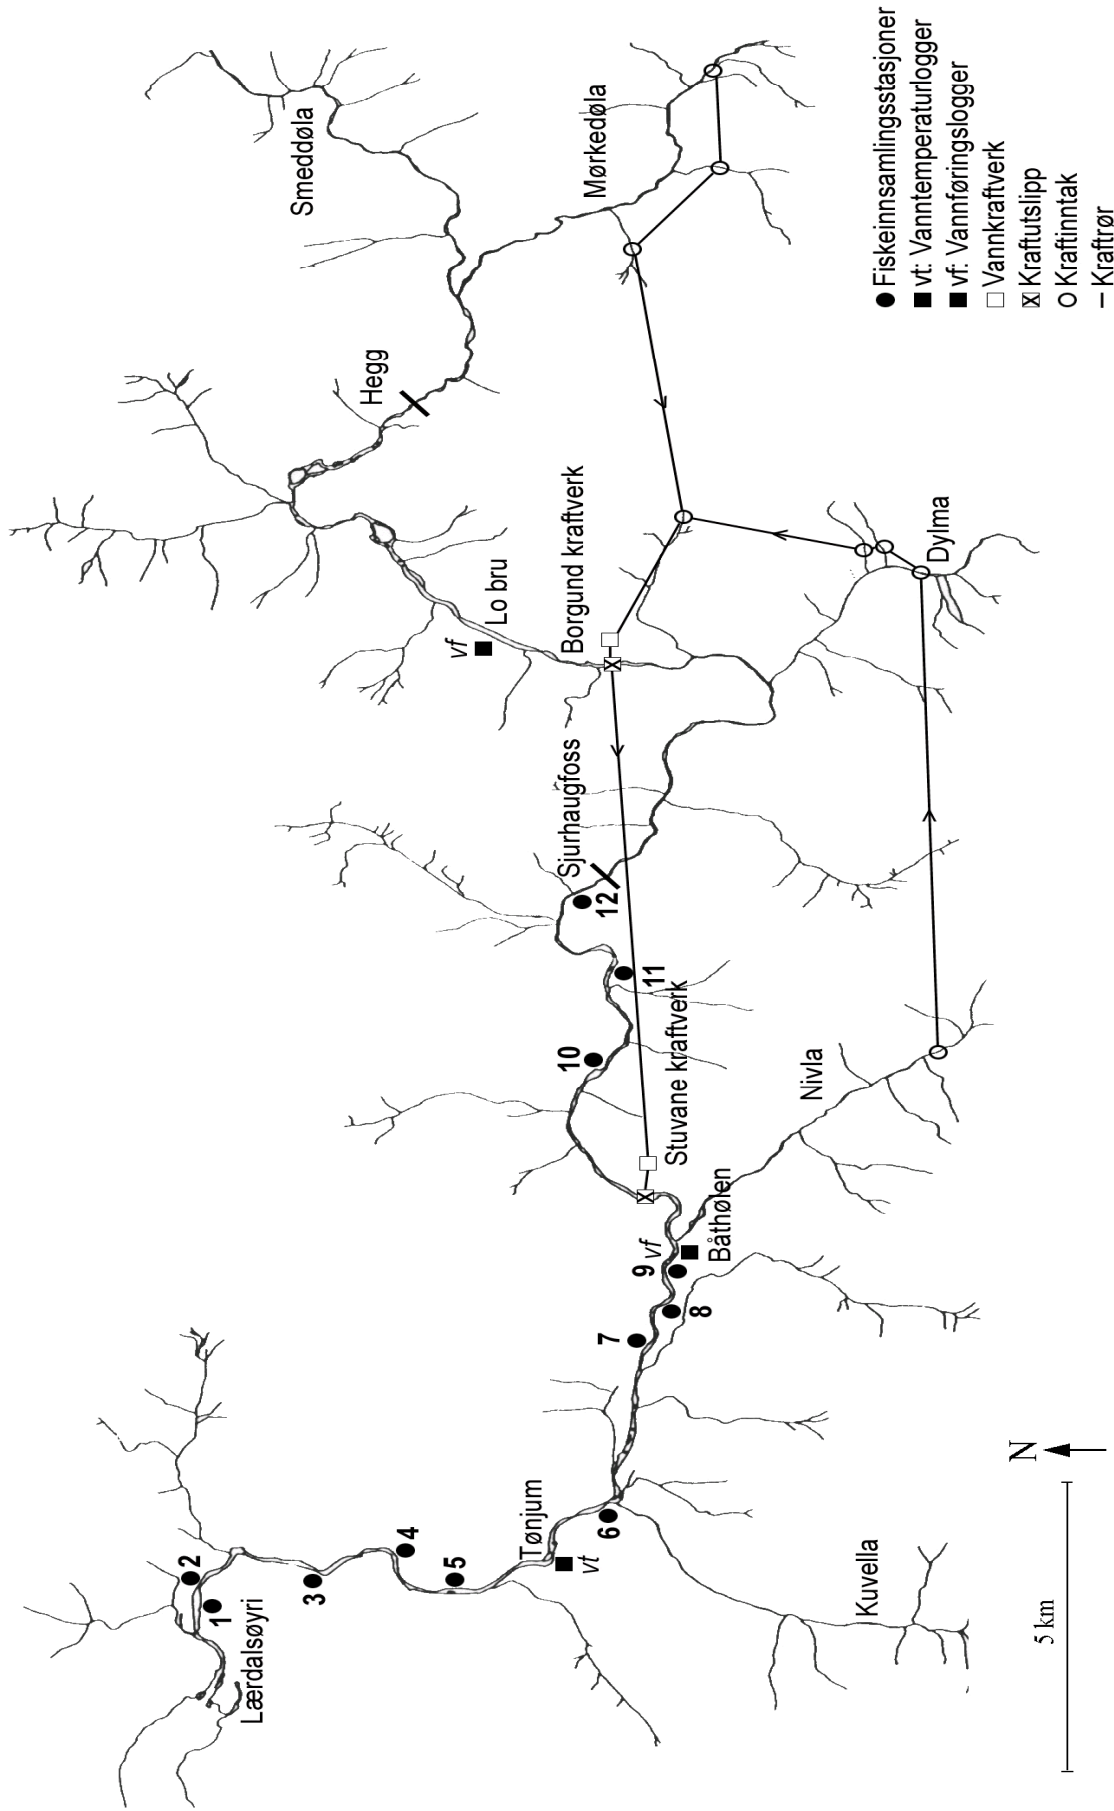 Smeddøla
Mørkedøla
Hegg
Lo bru
vf
Borgund kraftverk
Sjurhaugfoss
Dylma
12
11
10
Stuvane kraftverk
Nivla
Båthølen
vf
9
8
7
6
Tønjum
vt
5
4
3
2
1
Lærdalsøyri
Kuvella
N
5 km
Fiskeinnsamlingsstasjoner
vt: Vanntemperaturlogger
vf: Vannføringslogger
Vannkraftverk
Kraftutslipp
Kraftinntak
Kraftrør